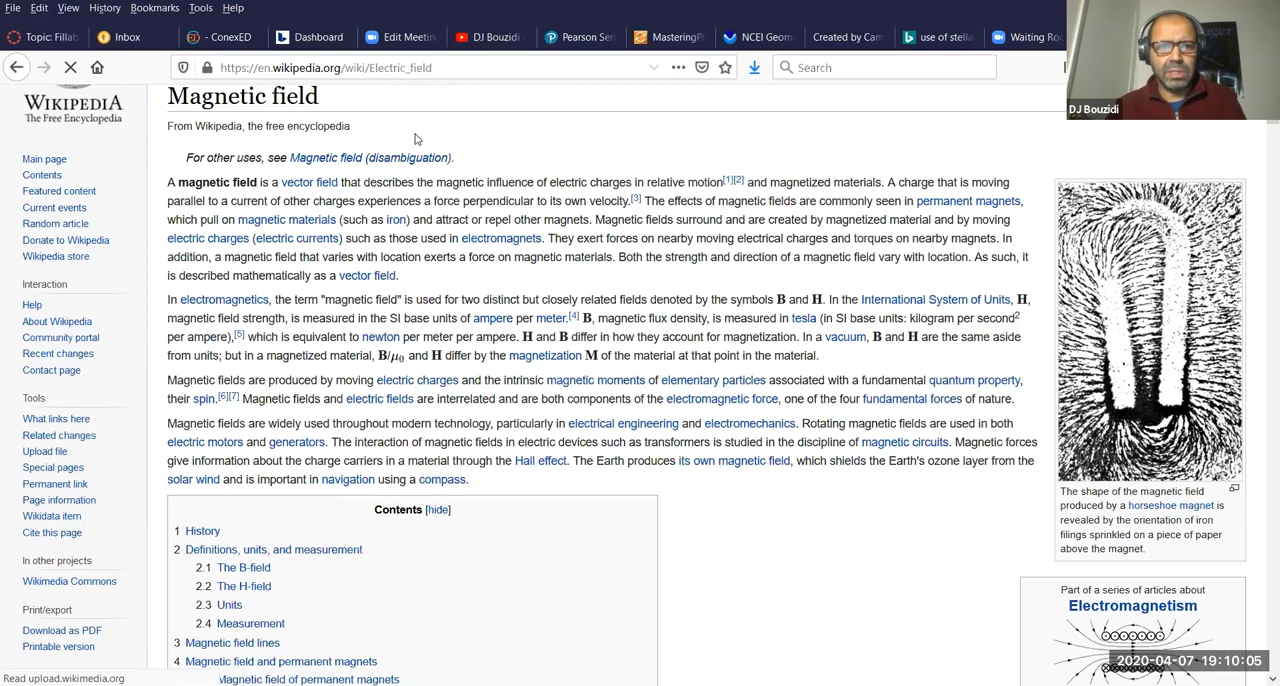 File Edit View History Bookmarks Tools Help
Topic: Fillab
Inbox
- ConexED
Dashboard
Edit Meetin
DJ Bouzidi -
Pearson Ser
MasteringPh
NCEI Geom
Created by Cam
use of stella
Waiting Roo
https://en.wikipedia.org/wiki/Electric_field
Search
DJ Bouzidi
WIKIPEDIA
The Free Encyclopedia
Main page
Contents
Featured content
Current events
Random article
Donate to Wikipedia
Wikipedia store
Interaction
Help
About Wikipedia
Community portal
Recent changes
Contact page
Tools
What links here
Related changes
Upload file
Special pages
Permanent link
Page information
Wikidata item
Cite this page
In other projects
Wikimedia Commons
Print/export
Download as PDF
Printable version
Read upload.wikimedia.org
Magnetic field
From Wikipedia, the free encyclopedia
For other uses, see Magnetic field (disambiguation).
A magnetic field is a vector field that describes the magnetic influence of electric charges in relative motion[1][2] and magnetized materials. A charge that is moving
parallel to a current of other charges experiences a force perpendicular to its own velocity.[3] The effects of magnetic fields are commonly seen in permanent magnets,
which pull on magnetic materials (such as iron) and attract or repel other magnets. Magnetic fields surround and are created by magnetized material and by moving
electric charges (electric currents) such as those used in electromagnets. They exert forces on nearby moving electrical charges and torques on nearby magnets. In
addition, a magnetic field that varies with location exerts a force on magnetic materials. Both the strength and direction of a magnetic field vary with location. As such, it
is described mathematically as a vector field.
In electromagnetics, the term "magnetic field" is used for two distinct but closely related fields denoted by the symbols B and H. In the International System of Units, H,
magnetic field strength, is measured in the SI base units of ampere per meter.[4] B, magnetic flux density, is measured in tesla (in SI base units: kilogram per second²
per ampere),[5] which is equivalent to newton per meter per ampere. H and B differ in how they account for magnetization. In a vacuum, B and H are the same aside
from units; but in a magnetized material, B/μ₀ and H differ by the magnetization M of the material at that point in the material.
Magnetic fields are produced by moving electric charges and the intrinsic magnetic moments of elementary particles associated with a fundamental quantum property,
their spin.[6][7] Magnetic fields and electric fields are interrelated and are both components of the electromagnetic force, one of the four fundamental forces of nature.
Magnetic fields are widely used throughout modern technology, particularly in electrical engineering and electromechanics. Rotating magnetic fields are used in both
electric motors and generators. The interaction of magnetic fields in electric devices such as transformers is studied in the discipline of magnetic circuits. Magnetic forces
give information about the charge carriers in a material through the Hall effect. The Earth produces its own magnetic field, which shields the Earth's ozone layer from the
solar wind and is important in navigation using a compass.
Contents [hide]
1 History
2 Definitions, units, and measurement
2.1 The B-field
2.2 The H-field
2.3 Units
2.4 Measurement
3 Magnetic field lines
4 Magnetic field and permanent magnets
Magnetic field of permanent magnets
The shape of the magnetic field
produced by a horseshoe magnet is
revealed by the orientation of iron
filings sprinkled on a piece of paper
above the magnet.
Part of a series of articles about
Electromagnetism
2020-04-07 19:10:05